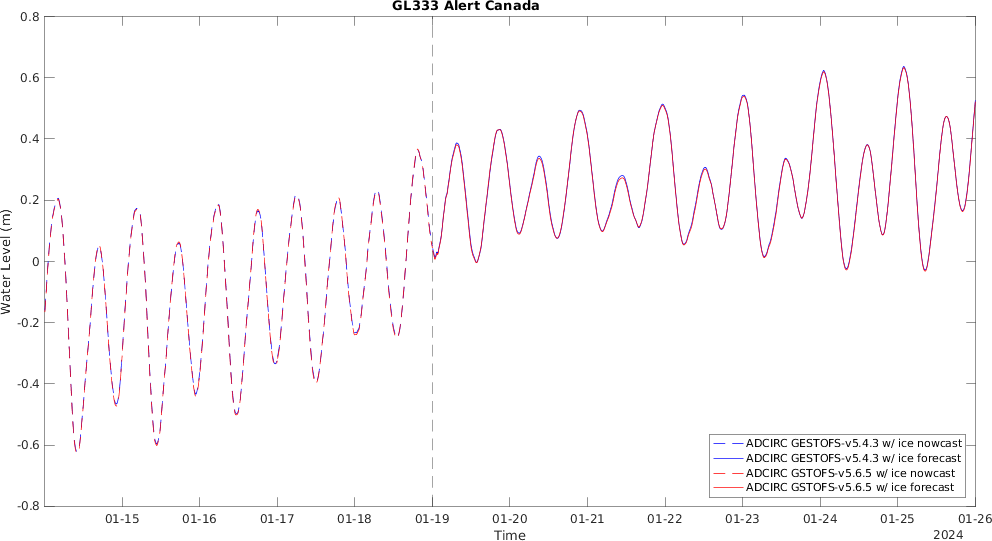 GL333 Alert Canada
0.8
0.6
0.4
0.2
0
-0.2
-0.4
-0.6
-0.8
Water Level (m)
ADCIRC GESTOFS-v5.4.3 w/ ice nowcast
ADCIRC GESTOFS-v5.4.3 w/ ice forecast
ADCIRC GSTOFS-v5.6.5 w/ ice nowcast
ADCIRC GSTOFS-v5.6.5 w/ ice forecast
01-15 01-16 01-17 01-18 01-19 01-20 01-21 01-22 01-23 01-24 01-25 01-26
Time
2024